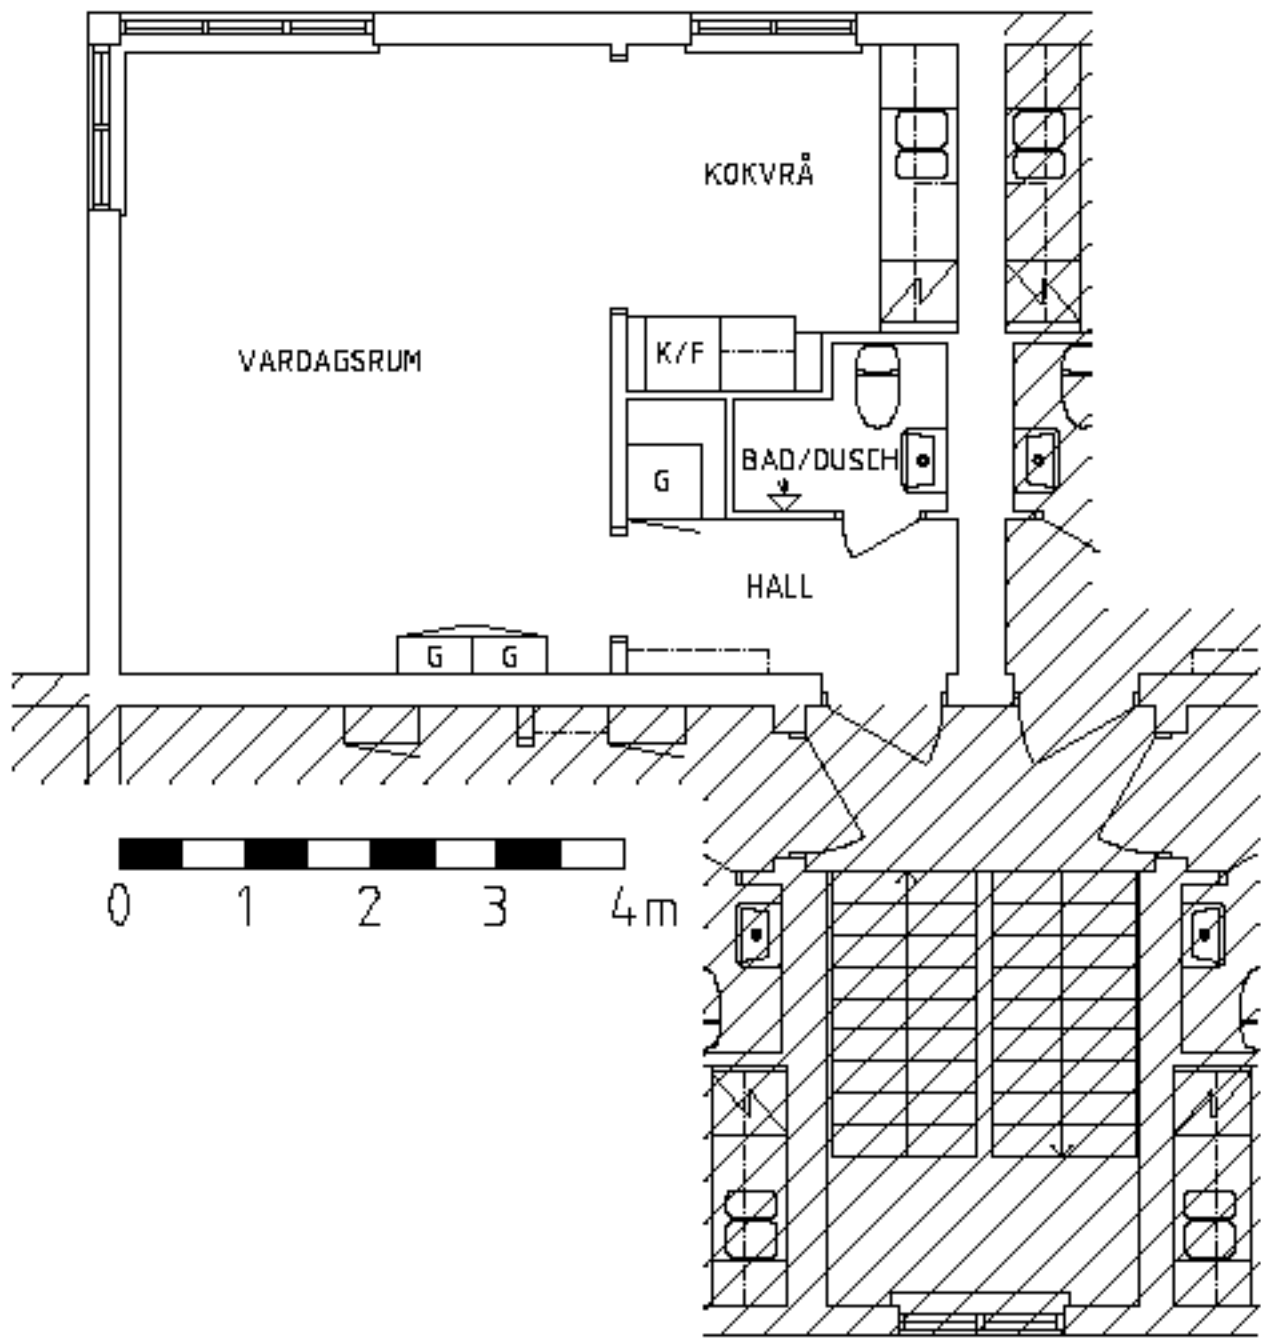 KOKVRÅ
VARDAGSRUM
K/F
BAD/DUSCH
G
HALL
G G
0 1 2 3 4m